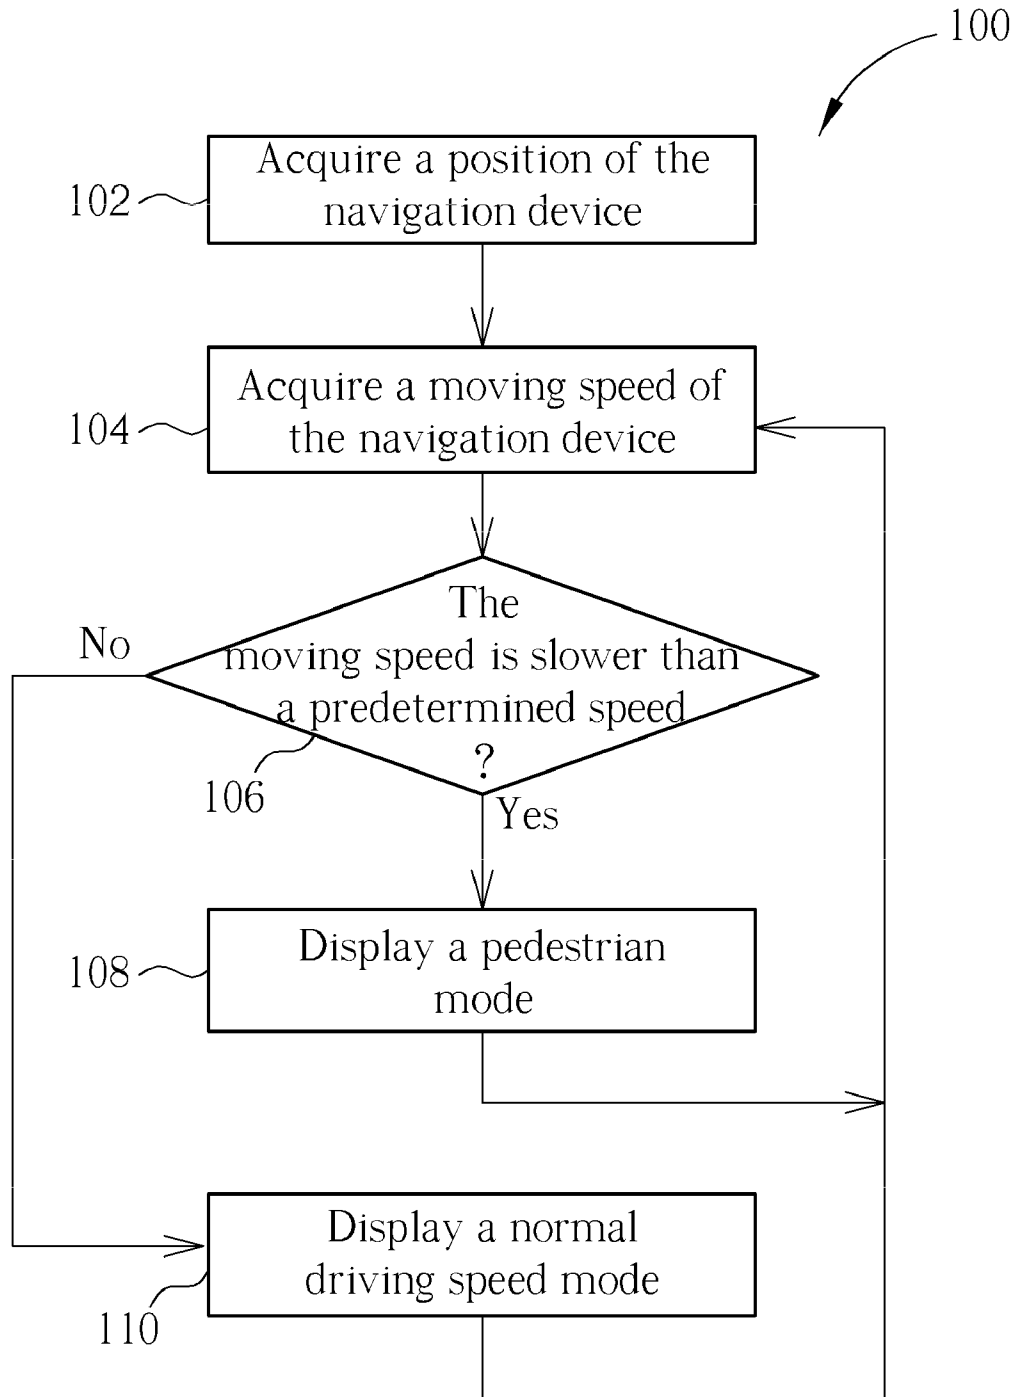 100
Acquire a position of the
navigation device
102
Acquire a moving speed of
the navigation device
104
The
moving speed is slower than
a predetermined speed
?
No
106
Yes
Display a pedestrian
mode
108
Display a normal
driving speed mode
110